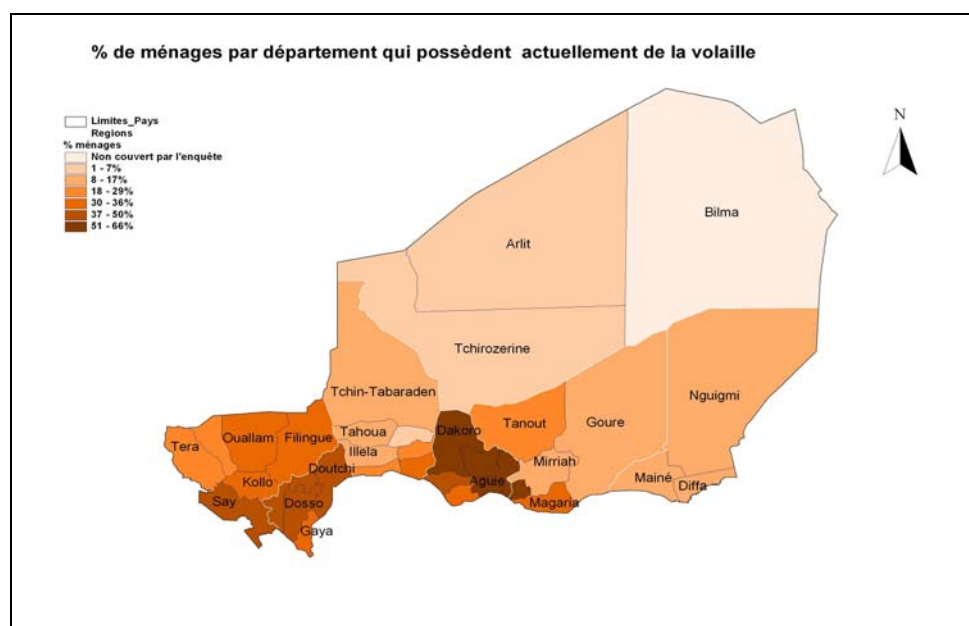 % de ménages par département qui possèdent actuellement de la volaille
N
Limites_Pays
Regions
% ménages
Non couvert par l'enquête
1 - 7%
8 - 17%
18 - 29%
30 - 36%
37 - 50%
51 - 66%
Bilma
Arlit
Tchirozerine
Tchin-Tabaraden
Nguigmi
Goure
Tanout
Dakoro
Tahoua
Tera
Ouallam
Filingue
Illela
Mirriah
Doutchi
Mainé
Diffa
Kollo
Aguie
Say
Dosso
Magaria
Gaya